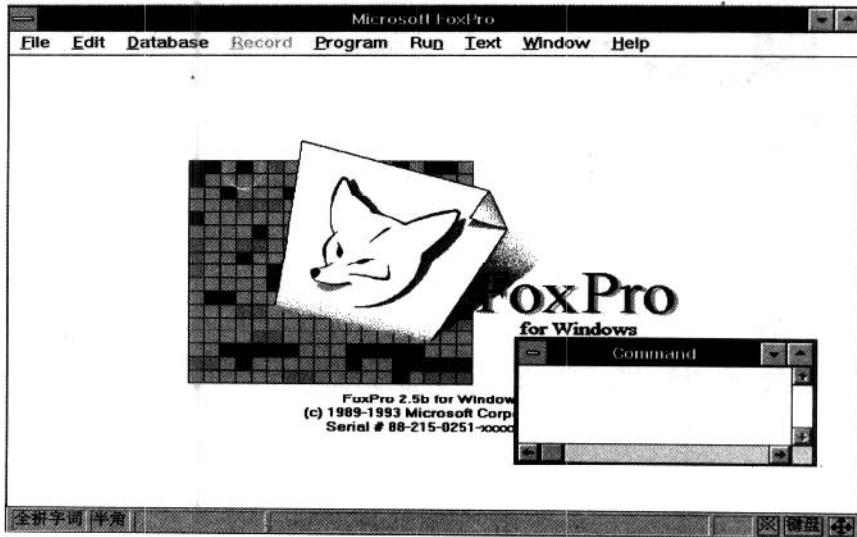 Microsoft FoxPro
File Edit Database Record Program Run Text Window Help
FoxPro
for Windows
Command
FoxPro 2.5b for Window
(c) 1989-1993 Microsoft Corp
Serial # 88-215-0251-xxxx
全拼字词 半角 ※ 键盘